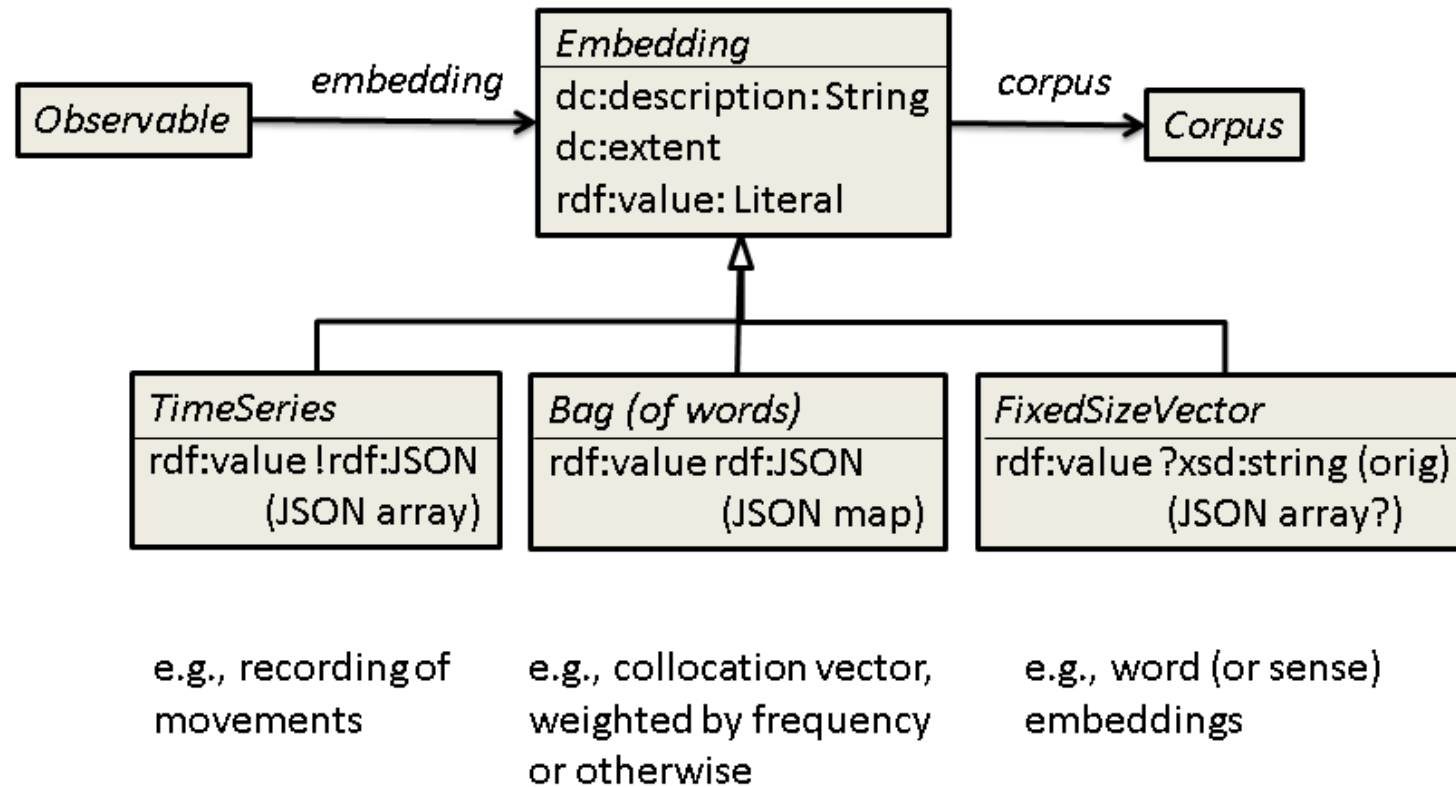 Observable
embedding
Embedding
dc:description: String
dc:extent
rdf:value: Literal
corpus
Corpus
TimeSeries
rdf:value !rdf:JSON
(JSON array)
Bag (of words)
rdf:value rdf:JSON
(JSON map)
FixedSizeVector
rdf:value ?xsd:string (orig)
(JSON array?)
e.g., recording of
movements
e.g., collocation vector,
weighted by frequency
or otherwise
e.g., word (or sense)
embeddings